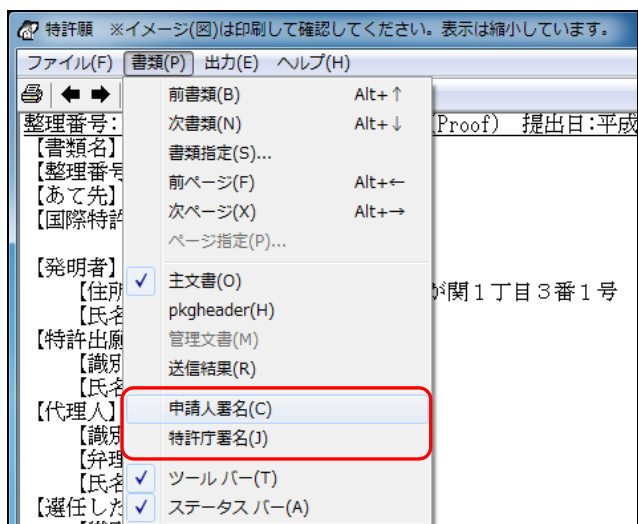 特許願 ※イメージ(図)は印刷して確認してください。表示は縮小しています。
ファイル(F) 書類(P) 出力(E) ヘルプ(H)
前書類(B) Alt+↑
整理番号: 次書類(N) Alt+↓ (Proof) 提出日:平成
【書類名】 書類指定(S)...
【整理番号 前ページ(F) Alt+←
【あて先】 次ページ(X) Alt+→
【国際特許 ページ指定(P)...
【発明者】 主文書(O)
【住所 pkgheader(H) が関1丁目3番1号
【氏名
【特許出願 管理文書(M)
【識別 送信結果(R)
【氏名
【代理人】 申請人署名(C)
【識別 特許庁署名(J)
【弁理
【氏名 ツール バー(T)
【選任した ステータス バー(A)